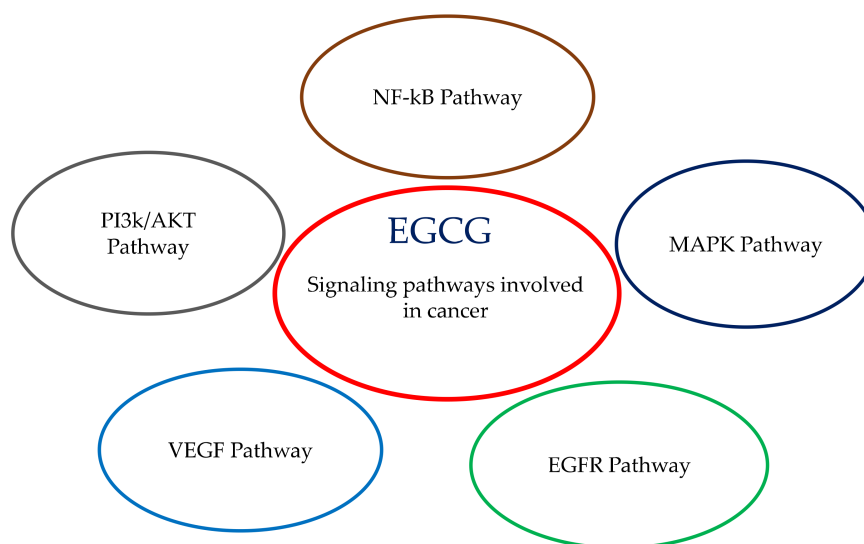 NF-kB Pathway
PI3k/AKT
Pathway
EGCG
Signaling pathways involved
in cancer
MAPK Pathway
VEGF Pathway
EGFR Pathway